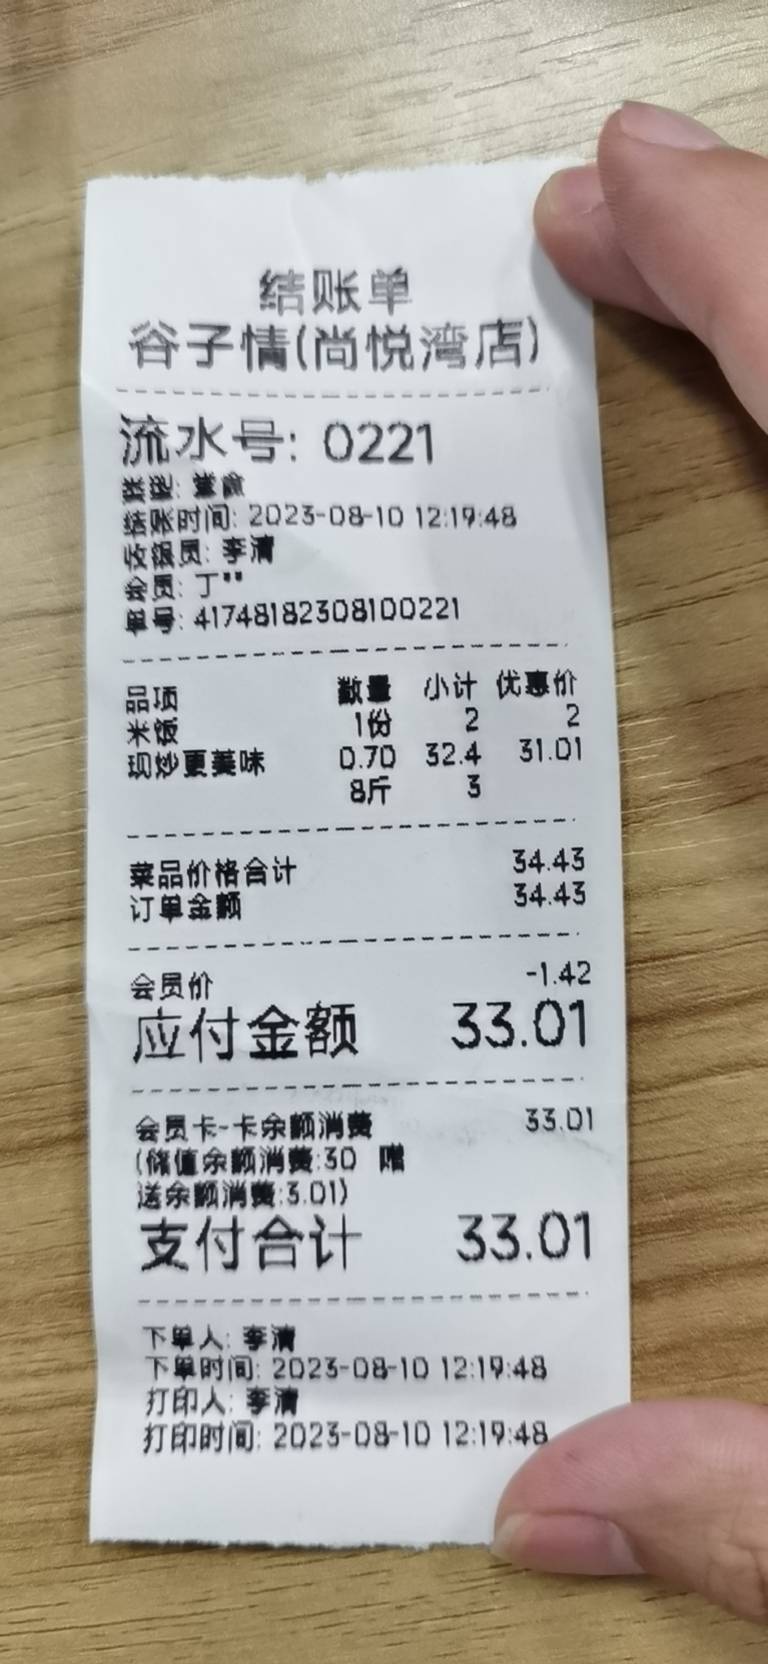 结账单
谷子情(尚悦湾店)
流水号: 0221
类型: 堂食
结账时间: 2023-08-10 12:19:48
收银员: 李清
会员: 丁**
单号: 41748182308100221
品项 数量 小计 优惠价
米饭 1份 2 2
现炒更美味 0.70 32.4 31.01
8斤 3
菜品价格合计 34.43
订单金额 34.43
会员价 -1.42
应付金额 33.01
会员卡-卡余额消费 33.01
(储值余额消费:30 赠
送余额消费:3.01)
支付合计 33.01
下单人: 李清
下单时间: 2023-08-10 12:19:48
打印人: 李清
打印时间: 2023-08-10 12:19:48